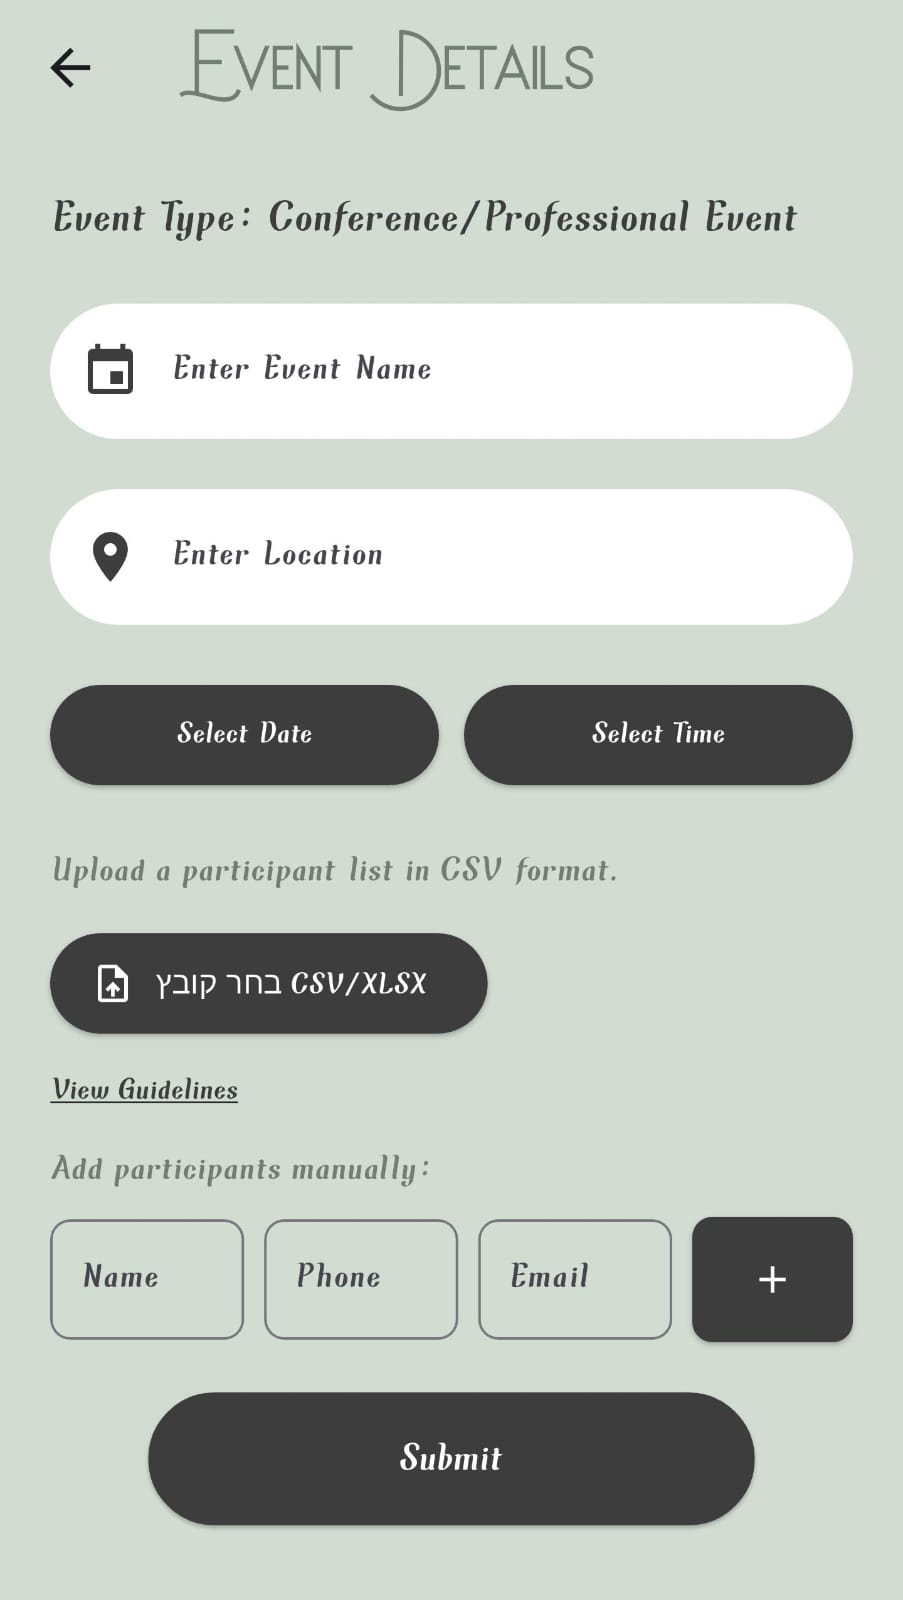 Event Details
Event Type: Conference/Professional Event
Enter Event Name
Enter Location
Select Date
Select Time
Upload a participant list in CSV format.
בחר קובץ CSV/XLSX
View Guidelines
Add participants manually:
Name
Phone
Email
+
Submit